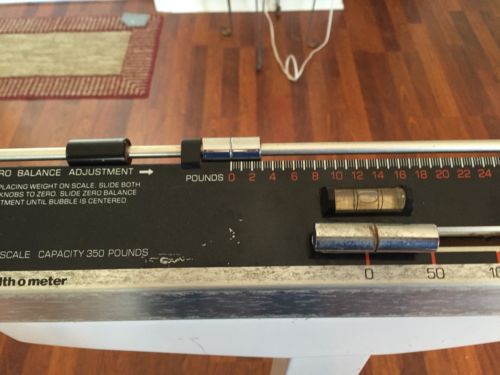 ERO BALANCE ADJUSTMENT
PLACING WEIGHT ON SCALE. SLIDE BOTH
KNOBS TO ZERO. SLIDE ZERO BALANCE
TMENT UNTIL BUBBLE IS CENTERED.
POUNDS 0 2 4 6 8 10 12 14 16 18 20 22 24
SCALE CAPACITY 350 POUNDS
lth o meter
0 50 10